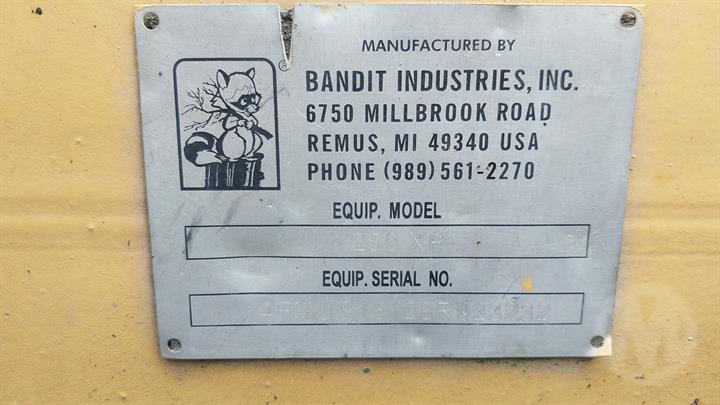 MANUFACTURED BY
BANDIT INDUSTRIES, INC.
6750 MILLBROOK ROAD
REMUS, MI 49340 USA
PHONE (989) 561-2270
EQUIP. MODEL
EQUIP. SERIAL NO.